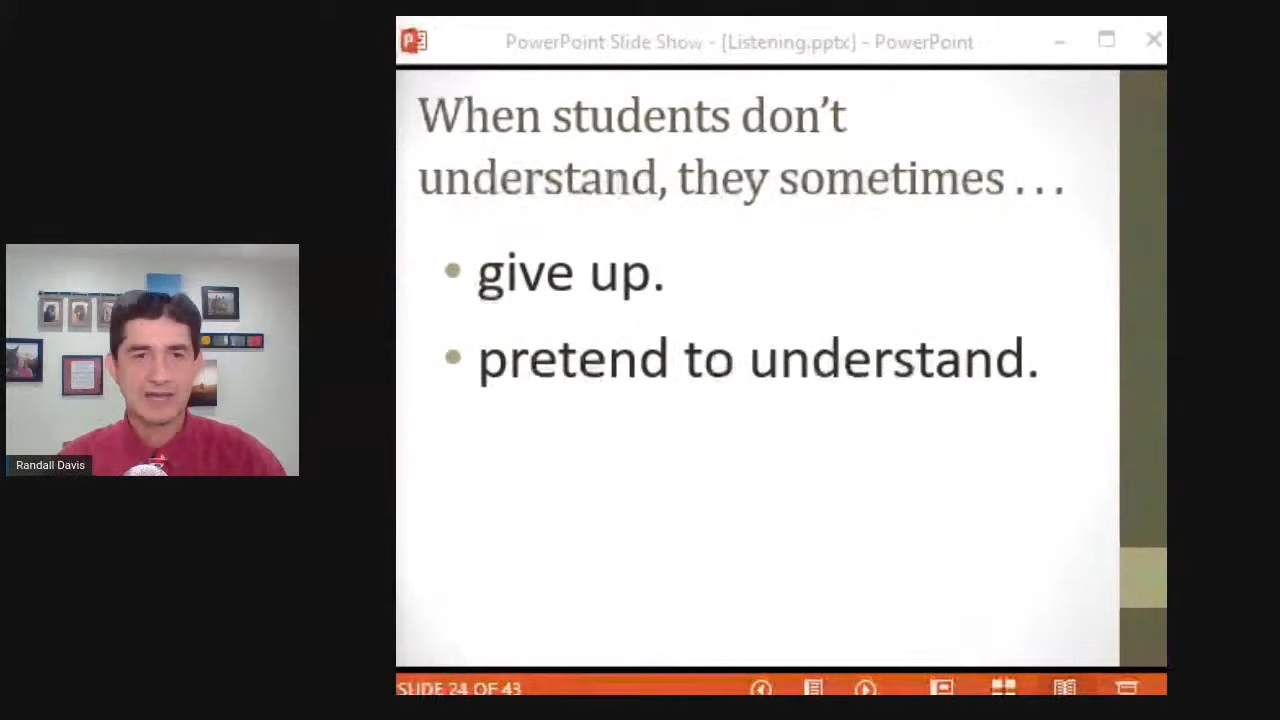 PowerPoint Slide Show - [Listening.pptx] - PowerPoint
When students don’t
understand, they sometimes . . .
• give up.
• pretend to understand.
Randall Davis
SLIDE 24 OF 43